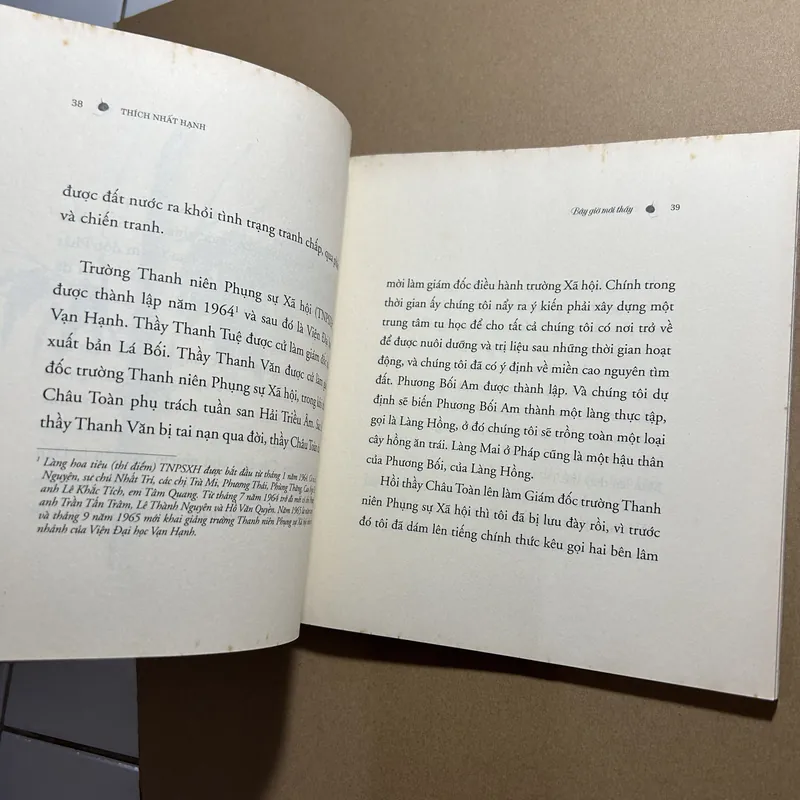 38
THÍCH NHẤT HẠNH
được đất nước ra khỏi tình trạng tranh chấp, qua
và chiến tranh.
Trường Thanh niên Phụng sự Xã hội (TNPSX
được thành lập năm 1964¹ và sau đó là Viện Đại
Vạn Hạnh. Thầy Thanh Tuệ được cử làm giám đốc
xuất bản Lá Bối. Thầy Thanh Văn được cử làm
đốc trường Thanh niên Phụng sự Xã hội, trong khi
Châu Toàn phụ trách tuần san Hải Triều Âm. Sau
thầy Thanh Văn bị tai nạn qua đời, thầy Châu Toàn
¹ Làng hoa tiêu (thí điểm) TNPSXH được bắt đầu từ tháng 1 năm 1964.
Nguyện, sư chú Nhất Trí, các chị Trà Mi, Phượng Thái, Phùng Thăng, Cao Ngọc
anh Lê Khắc Tích, em Tâm Quang. Từ tháng 7 năm 1964 trở đi mới có
anh Trần Tấn Trâm, Lê Thành Nguyên và Hồ Văn Quyền. Năm 1965
và tháng 9 năm 1965 mới khai giảng trường Thanh niên Phụng sự Xã hội
nhánh của Viện Đại học Vạn Hạnh.
Bây giờ mới thấy
39
mời làm giám đốc điều hành trường Xã hội. Chính trong
thời gian ấy chúng tôi nẩy ra ý kiến phải xây dựng một
trung tâm tu học để cho tất cả chúng tôi có nơi trở về
để được nuôi dưỡng và trị liệu sau những thời gian hoạt
động, và chúng tôi đã có ý định về miền cao nguyên tìm
đất. Phương Bối Am được thành lập. Và chúng tôi dự
định sẽ biến Phương Bối Am thành một làng thực tập,
gọi là Làng Hồng, ở đó chúng tôi sẽ trồng toàn một loại
cây hồng ăn trái. Làng Mai ở Pháp cũng là một hậu thân
của Phương Bối, của Làng Hồng.
Hồi thầy Châu Toàn lên làm Giám đốc trường Thanh
niên Phụng sự Xã hội thì tôi đã bị lưu đày rồi, vì trước
đó tôi đã dám lên tiếng chính thức kêu gọi hai bên lâm